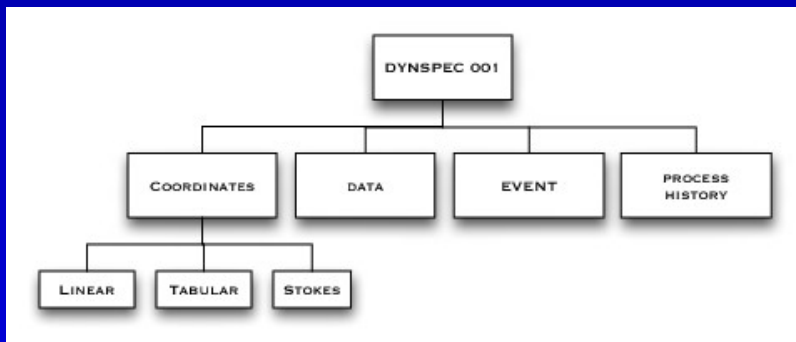 DYNSPEC 001
COORDINATES
DATA
EVENT
PROCESS
HISTORY
LINEAR
TABULAR
STOKES